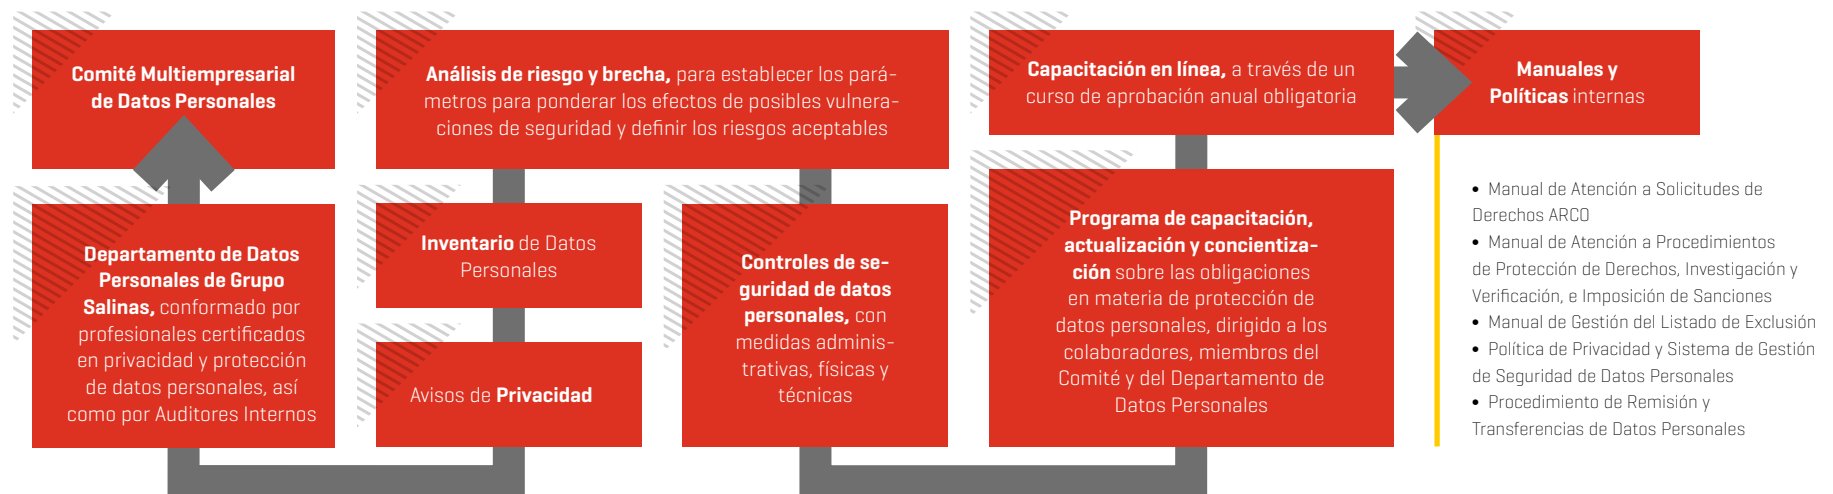 Comité Multiempresarial
de Datos Personales
Departamento de Datos
Personales de Grupo
Salinas, conformado por
profesionales certificados
en privacidad y protección
de datos personales, así
como por Auditores Internos
Análisis de riesgo y brecha, para establecer los pará-
metros para ponderar los efectos de posibles vulnera-
ciones de seguridad y definir los riesgos aceptables
Inventario de Datos
Personales
Avisos de Privacidad
Controles de se-
guridad de datos
personales, con
medidas adminis-
trativas, físicas y
técnicas
Capacitación en línea, a través de un
curso de aprobación anual obligatoria
Programa de capacitación,
actualización y concientiza-
ción sobre las obligaciones
en materia de protección de
datos personales, dirigido a los
colaboradores, miembros del
Comité y del Departamento de
Datos Personales
Manuales y
Políticas internas
• Manual de Atención a Solicitudes de
Derechos ARCO
• Manual de Atención a Procedimientos
de Protección de Derechos, Investigación y
Verificación, e Imposición de Sanciones
• Manual de Gestión del Listado de Exclusión
• Política de Privacidad y Sistema de Gestión
de Seguridad de Datos Personales
• Procedimiento de Remisión y
Transferencias de Datos Personales